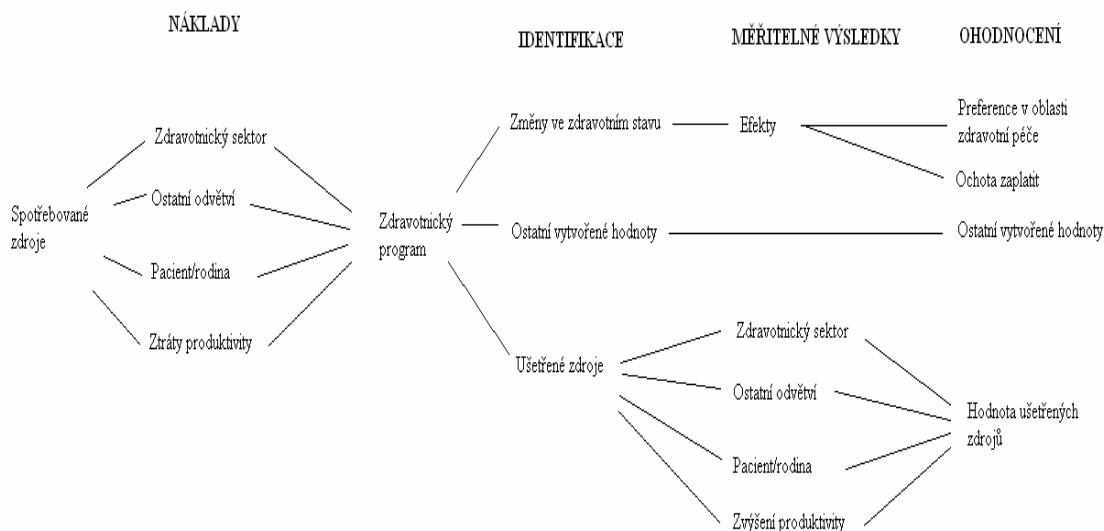 NÁKLADY
IDENTIFIKACE
MĚŘITELNÉ VÝSLEDKY
OHODNOCENÍ
Spotřebované
zdroje
Zdravotnický sektor
Ostatní odvětví
Pacient/rodina
Ztráty produktivity
Zdravotnický
program
Změny ve zdravotním stavu
Ostatní vytvořené hodnoty
Ušetřené zdroje
Efekty
Zdravotnický sektor
Ostatní odvětví
Pacient/rodina
Zvýšení produktivity
Preference v oblasti
zdravotní péče
Ochota zaplatit
Ostatní vytvořené hodnoty
Hodnota ušetřených
zdrojů